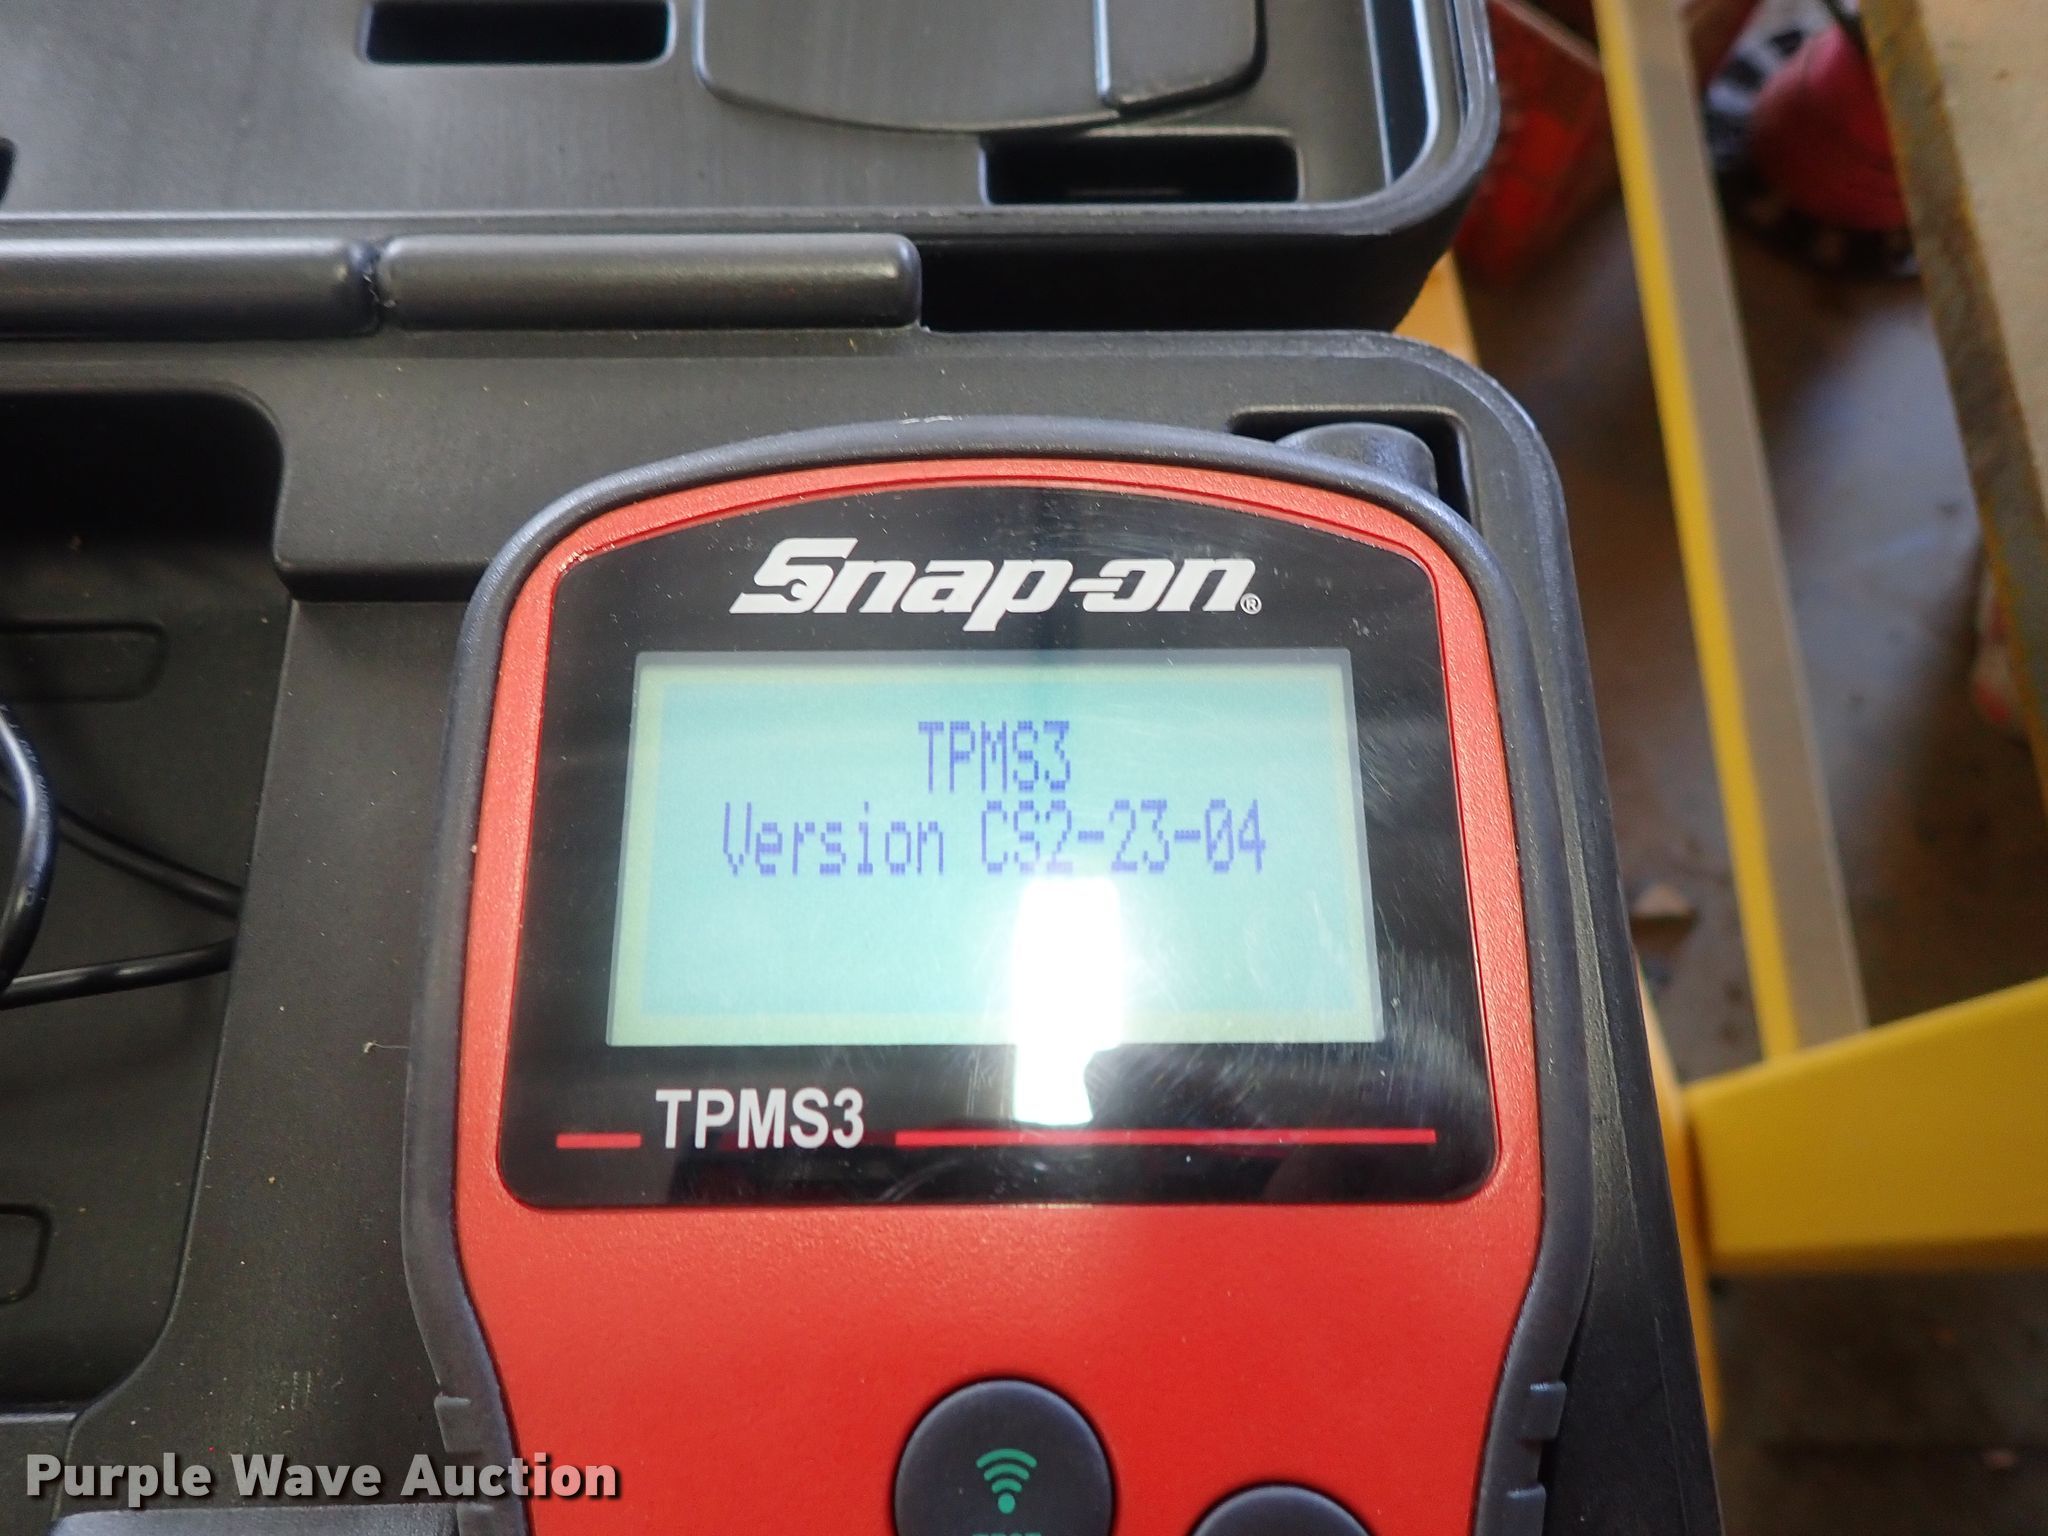 Snap-on®
TPMS3
Version CS2-23-04
TPMS3
Purple Wave Auction